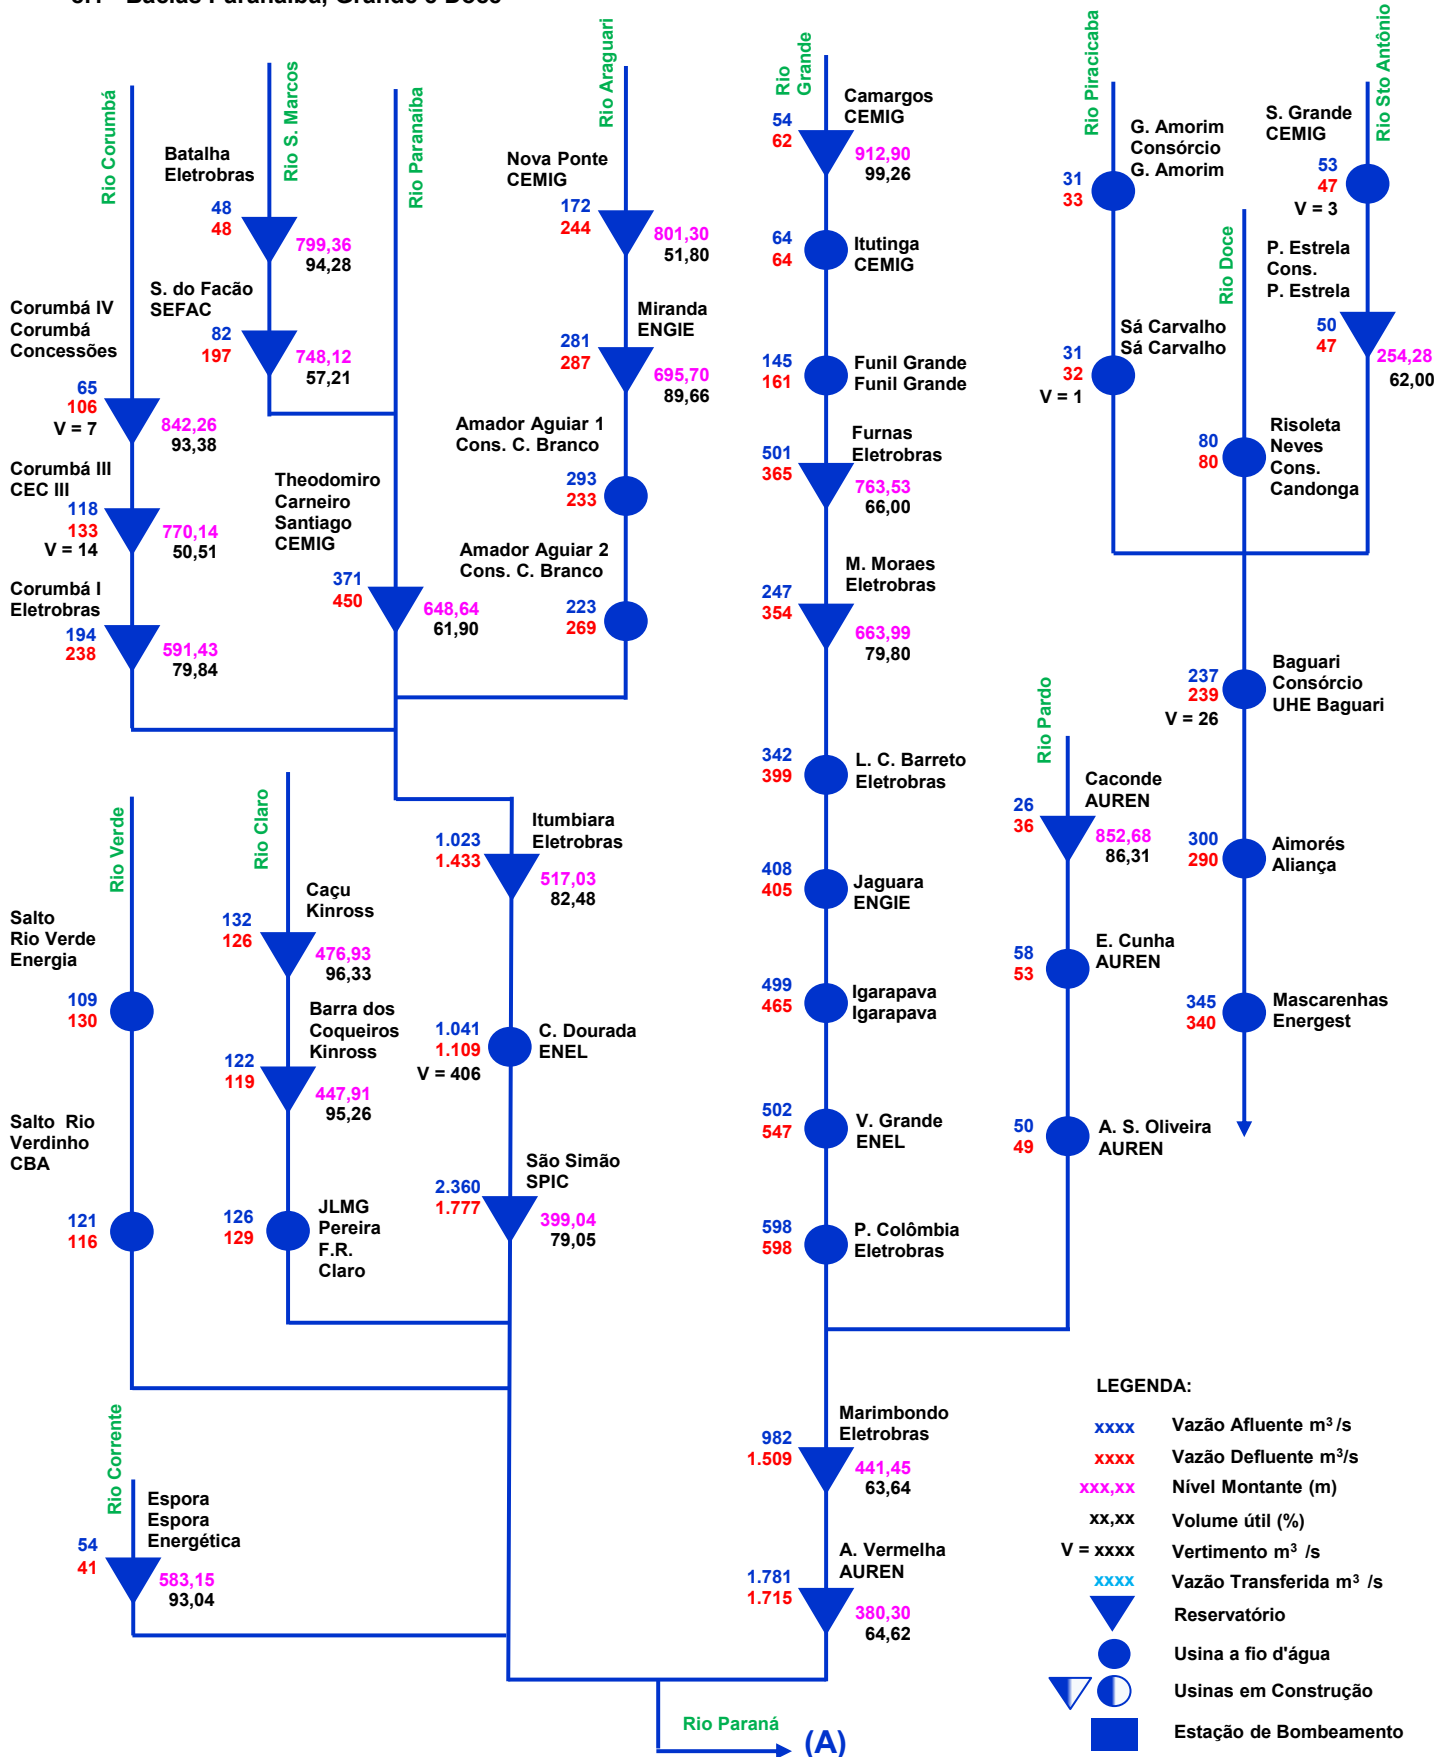 Rio Corumbá
Rio S. Marcos
Rio Paranaíba
Rio Araguari
Rio
Grande
Rio Piracicaba
Rio Sto Antônio
Rio Doce
Batalha
Eletrobras
48
48
799,36
94,28
S. do Facão
SEFAC
82
197
748,12
57,21
Corumbá IV
Corumbá
Concessões
65
106
V = 7
842,26
93,38
Corumbá III
CEC III
118
133
V = 14
770,14
50,51
Corumbá I
Eletrobras
194
238
591,43
79,84
Theodomiro
Carneiro
Santiago
CEMIG
371
450
648,64
61,90
Nova Ponte
CEMIG
172
244
801,30
51,80
Miranda
ENGIE
281
287
695,70
89,66
Amador Aguiar 1
Cons. C. Branco
293
233
Amador Aguiar 2
Cons. C. Branco
223
269
Camargos
CEMIG
54
62
912,90
99,26
64
64
Itutinga
CEMIG
145
161
Funil Grande
Funil Grande
Furnas
Eletrobras
501
365
763,53
66,00
M. Moraes
Eletrobras
247
354
663,99
79,80
342
399
L. C. Barreto
Eletrobras
408
405
Jaguara
ENGIE
499
465
Igarapava
Igarapava
502
547
V. Grande
ENEL
598
598
P. Colômbia
Eletrobras
G. Amorim
Consórcio
G. Amorim
31
33
Sá Carvalho
Sá Carvalho
31
32
V = 1
S. Grande
CEMIG
53
47
V = 3
P. Estrela
Cons.
P. Estrela
50
47
254,28
62,00
80
80
Risoleta
Neves
Cons.
Candonga
237
239
V = 26
Baguari
Consórcio
UHE Baguari
300
290
Aimorés
Aliança
345
340
Mascarenhas
Energest
Rio Pardo
Caconde
AUREN
26
36
852,68
86,31
58
53
E. Cunha
AUREN
50
49
A. S. Oliveira
AUREN
Rio Verde
Salto
Rio Verde
Energia
109
130
Salto Rio
Verdinho
CBA
121
116
Rio Claro
Caçu
Kinross
132
126
476,93
96,33
Barra dos
Coqueiros
Kinross
122
119
447,91
95,26
126
129
JLMG
Pereira
F.R.
Claro
Itumbiara
Eletrobras
1.023
1.433
517,03
82,48
1.041
1.109
V = 406
C. Dourada
ENEL
São Simão
SPIC
2.360
1.777
399,04
79,05
Rio Corrente
Espora
Espora
Energética
54
41
583,15
93,04
Marimbondo
Eletrobras
982
1.509
441,45
63,64
A. Vermelha
AUREN
1.781
1.715
380,30
64,62
Rio Paraná
(A)
LEGENDA:
xxxx Vazão Afluente m³/s
xxxx Vazão Defluente m³/s
xxx,xx Nível Montante (m)
xx,xx Volume útil (%)
V = xxxx Vertimento m³ /s
xxxx Vazão Transferida m³ /s
Reservatório
Usina a fio d'água
Usinas em Construção
Estação de Bombeamento